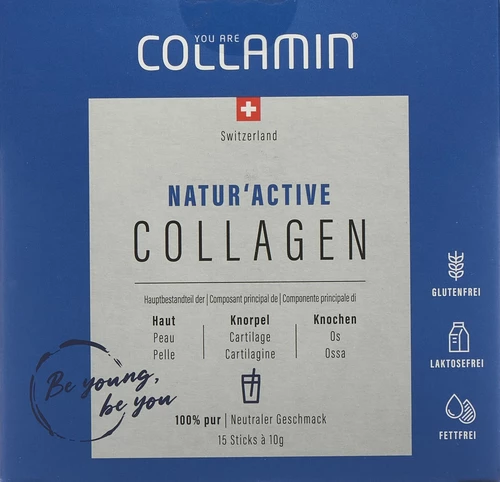 YOU ARE
COLLAMIN®
Switzerland
NATUR'ACTIVE
COLLAGEN
Hauptbestandteil der | Composant principal de | Componente principale di
Haut Knorpel Knochen
Peau Cartilage Os
Pelle Cartilagine Ossa
Be young,
be you
100% pur | Neutraler Geschmack
15 Sticks à 10g
GLUTENFREI
LAKTOSEFREI
FETTFREI